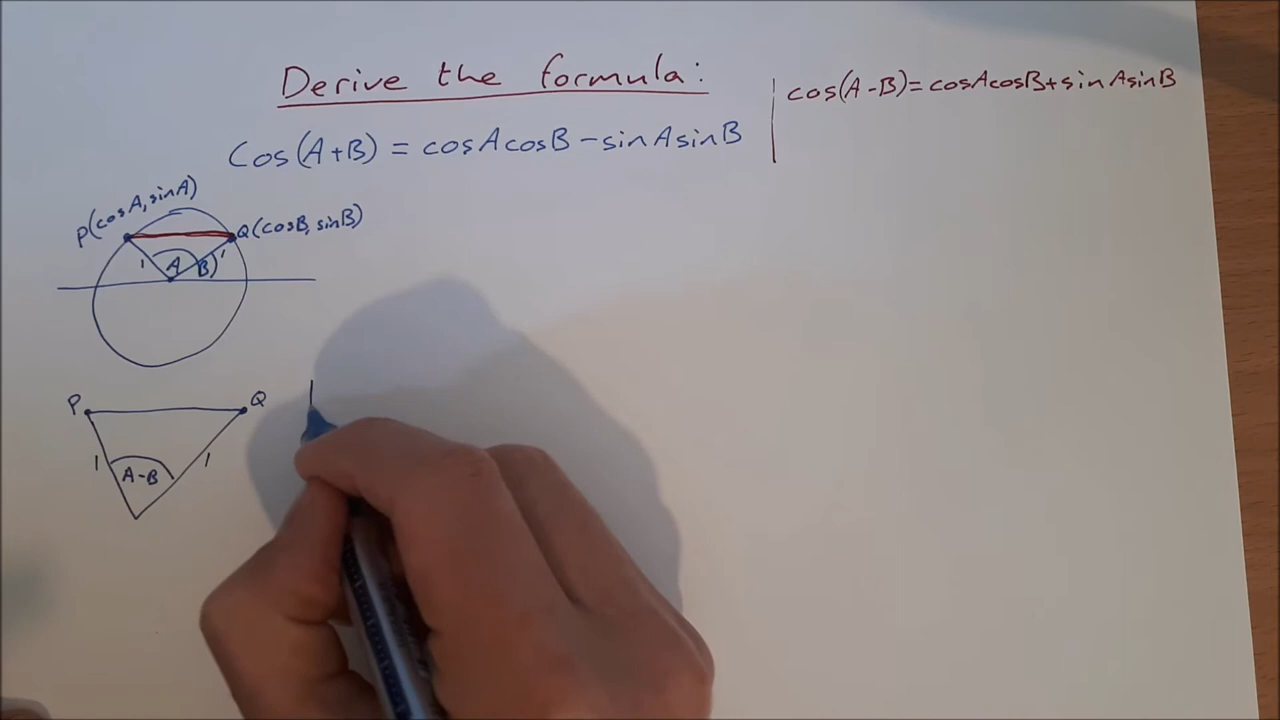 Derive the formula:
cos(A-B)=cosAcosB+sinAsinB
Cos(A+B) = cosAcosB-sinAsinB
P(cosA,sinA)
Q(cosB,sinB)
1 A B 1
P Q
1 A-B 1